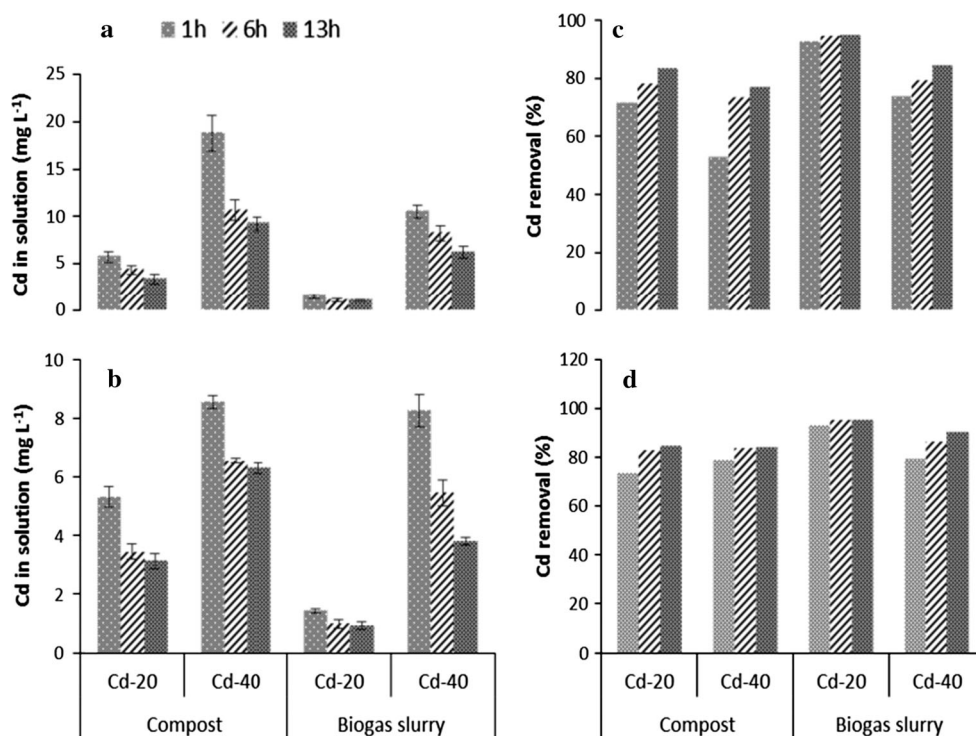 a
1h 6h 13h
Cd in solution (mg L-1)
25
20
15
10
5
0
c
Cd removal (%)
100
80
60
40
20
0
b
Cd in solution (mg L-1)
10
8
6
4
2
0
Cd-20 Cd-40 Cd-20 Cd-40
Compost Biogas slurry
d
Cd removal (%)
120
100
80
60
40
20
0
Cd-20 Cd-40 Cd-20 Cd-40
Compost Biogas slurry